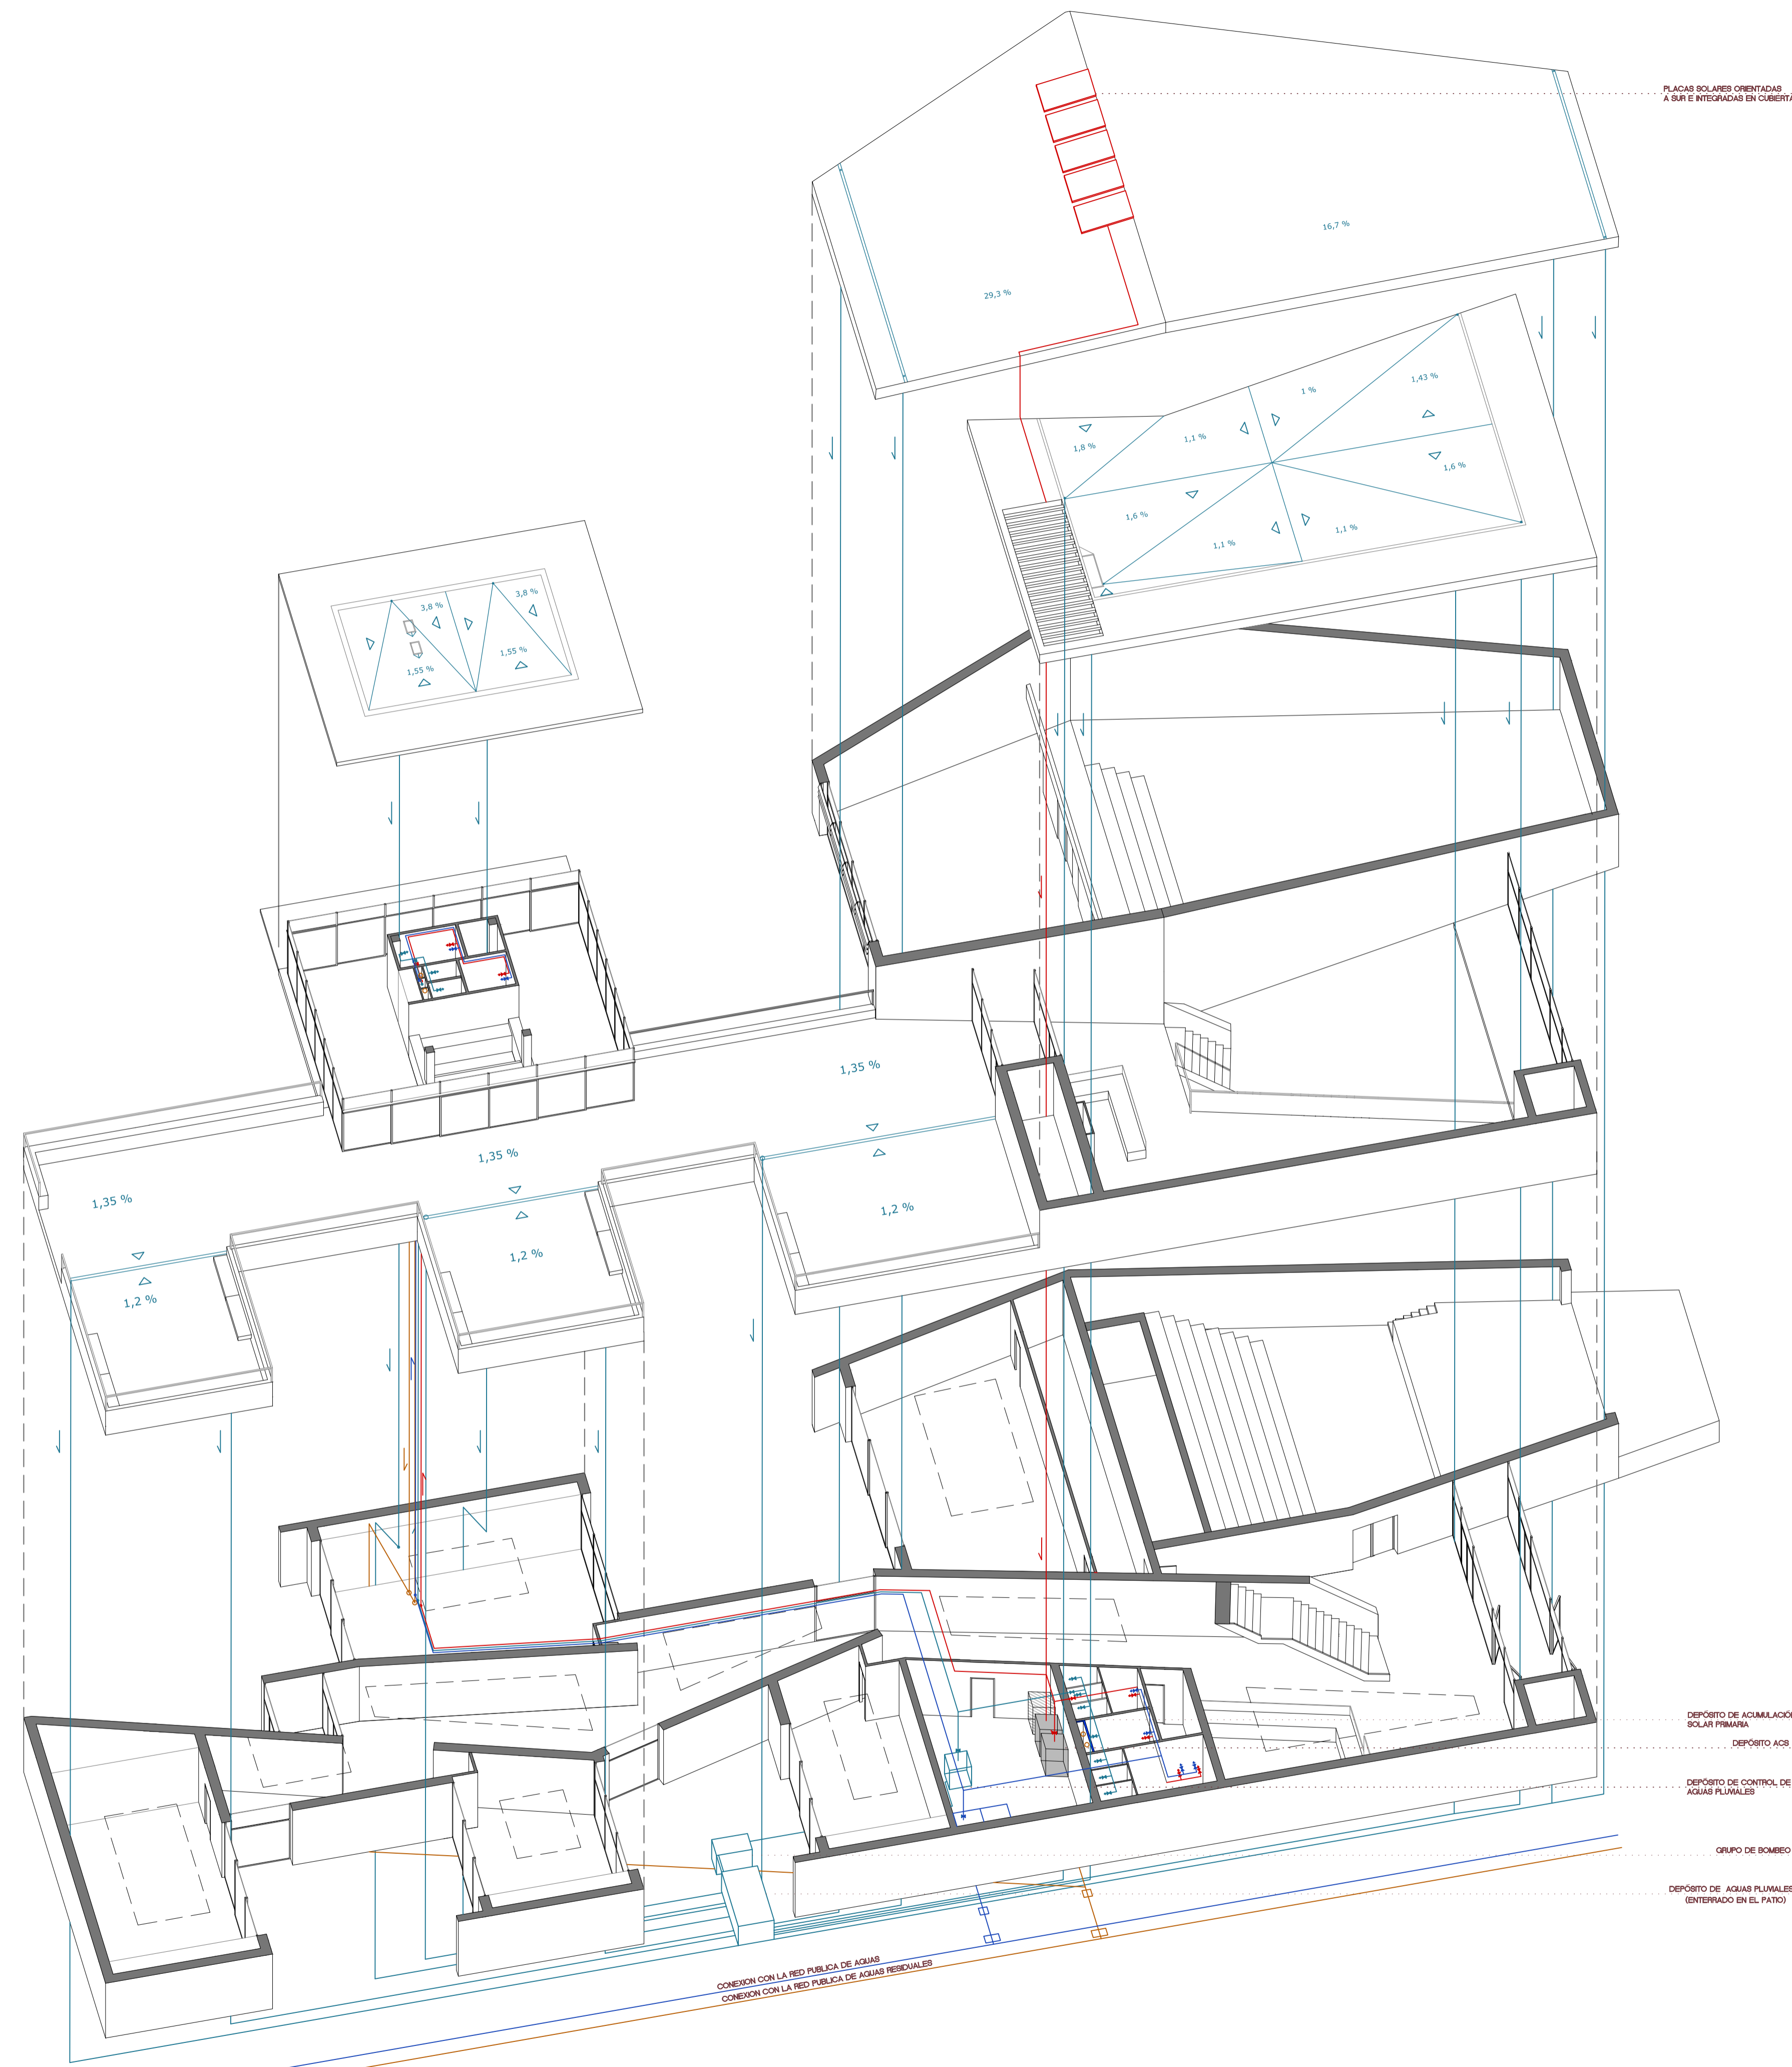 PLACAS SOLARES ORIENTADAS
A SUR E INTEGRADAS EN CUBIERTA
16,7 %
29,3 %
1,43 %
1 %
1,8 %
1,1 %
1,6 %
1,6 %
1,1 %
1,1 %
3,8 %
3,8 %
1,55 %
1,55 %
1,35 %
1,35 %
1,35 %
1,2 %
1,2 %
1,2 %
DEPÓSITO DE ACUMULACIÓN
SOLAR PRIMARIA
DEPÓSITO ACS
DEPÓSITO DE CONTROL DE
AGUAS PLUVIALES
GRUPO DE BOMBEO
DEPÓSITO DE AGUAS PLUVIALES
(ENTERRADO EN EL PATIO)
CONEXION CON LA RED PUBLICA DE AGUAS
CONEXION CON LA RED PUBLICA DE AGUAS RESIDUALES